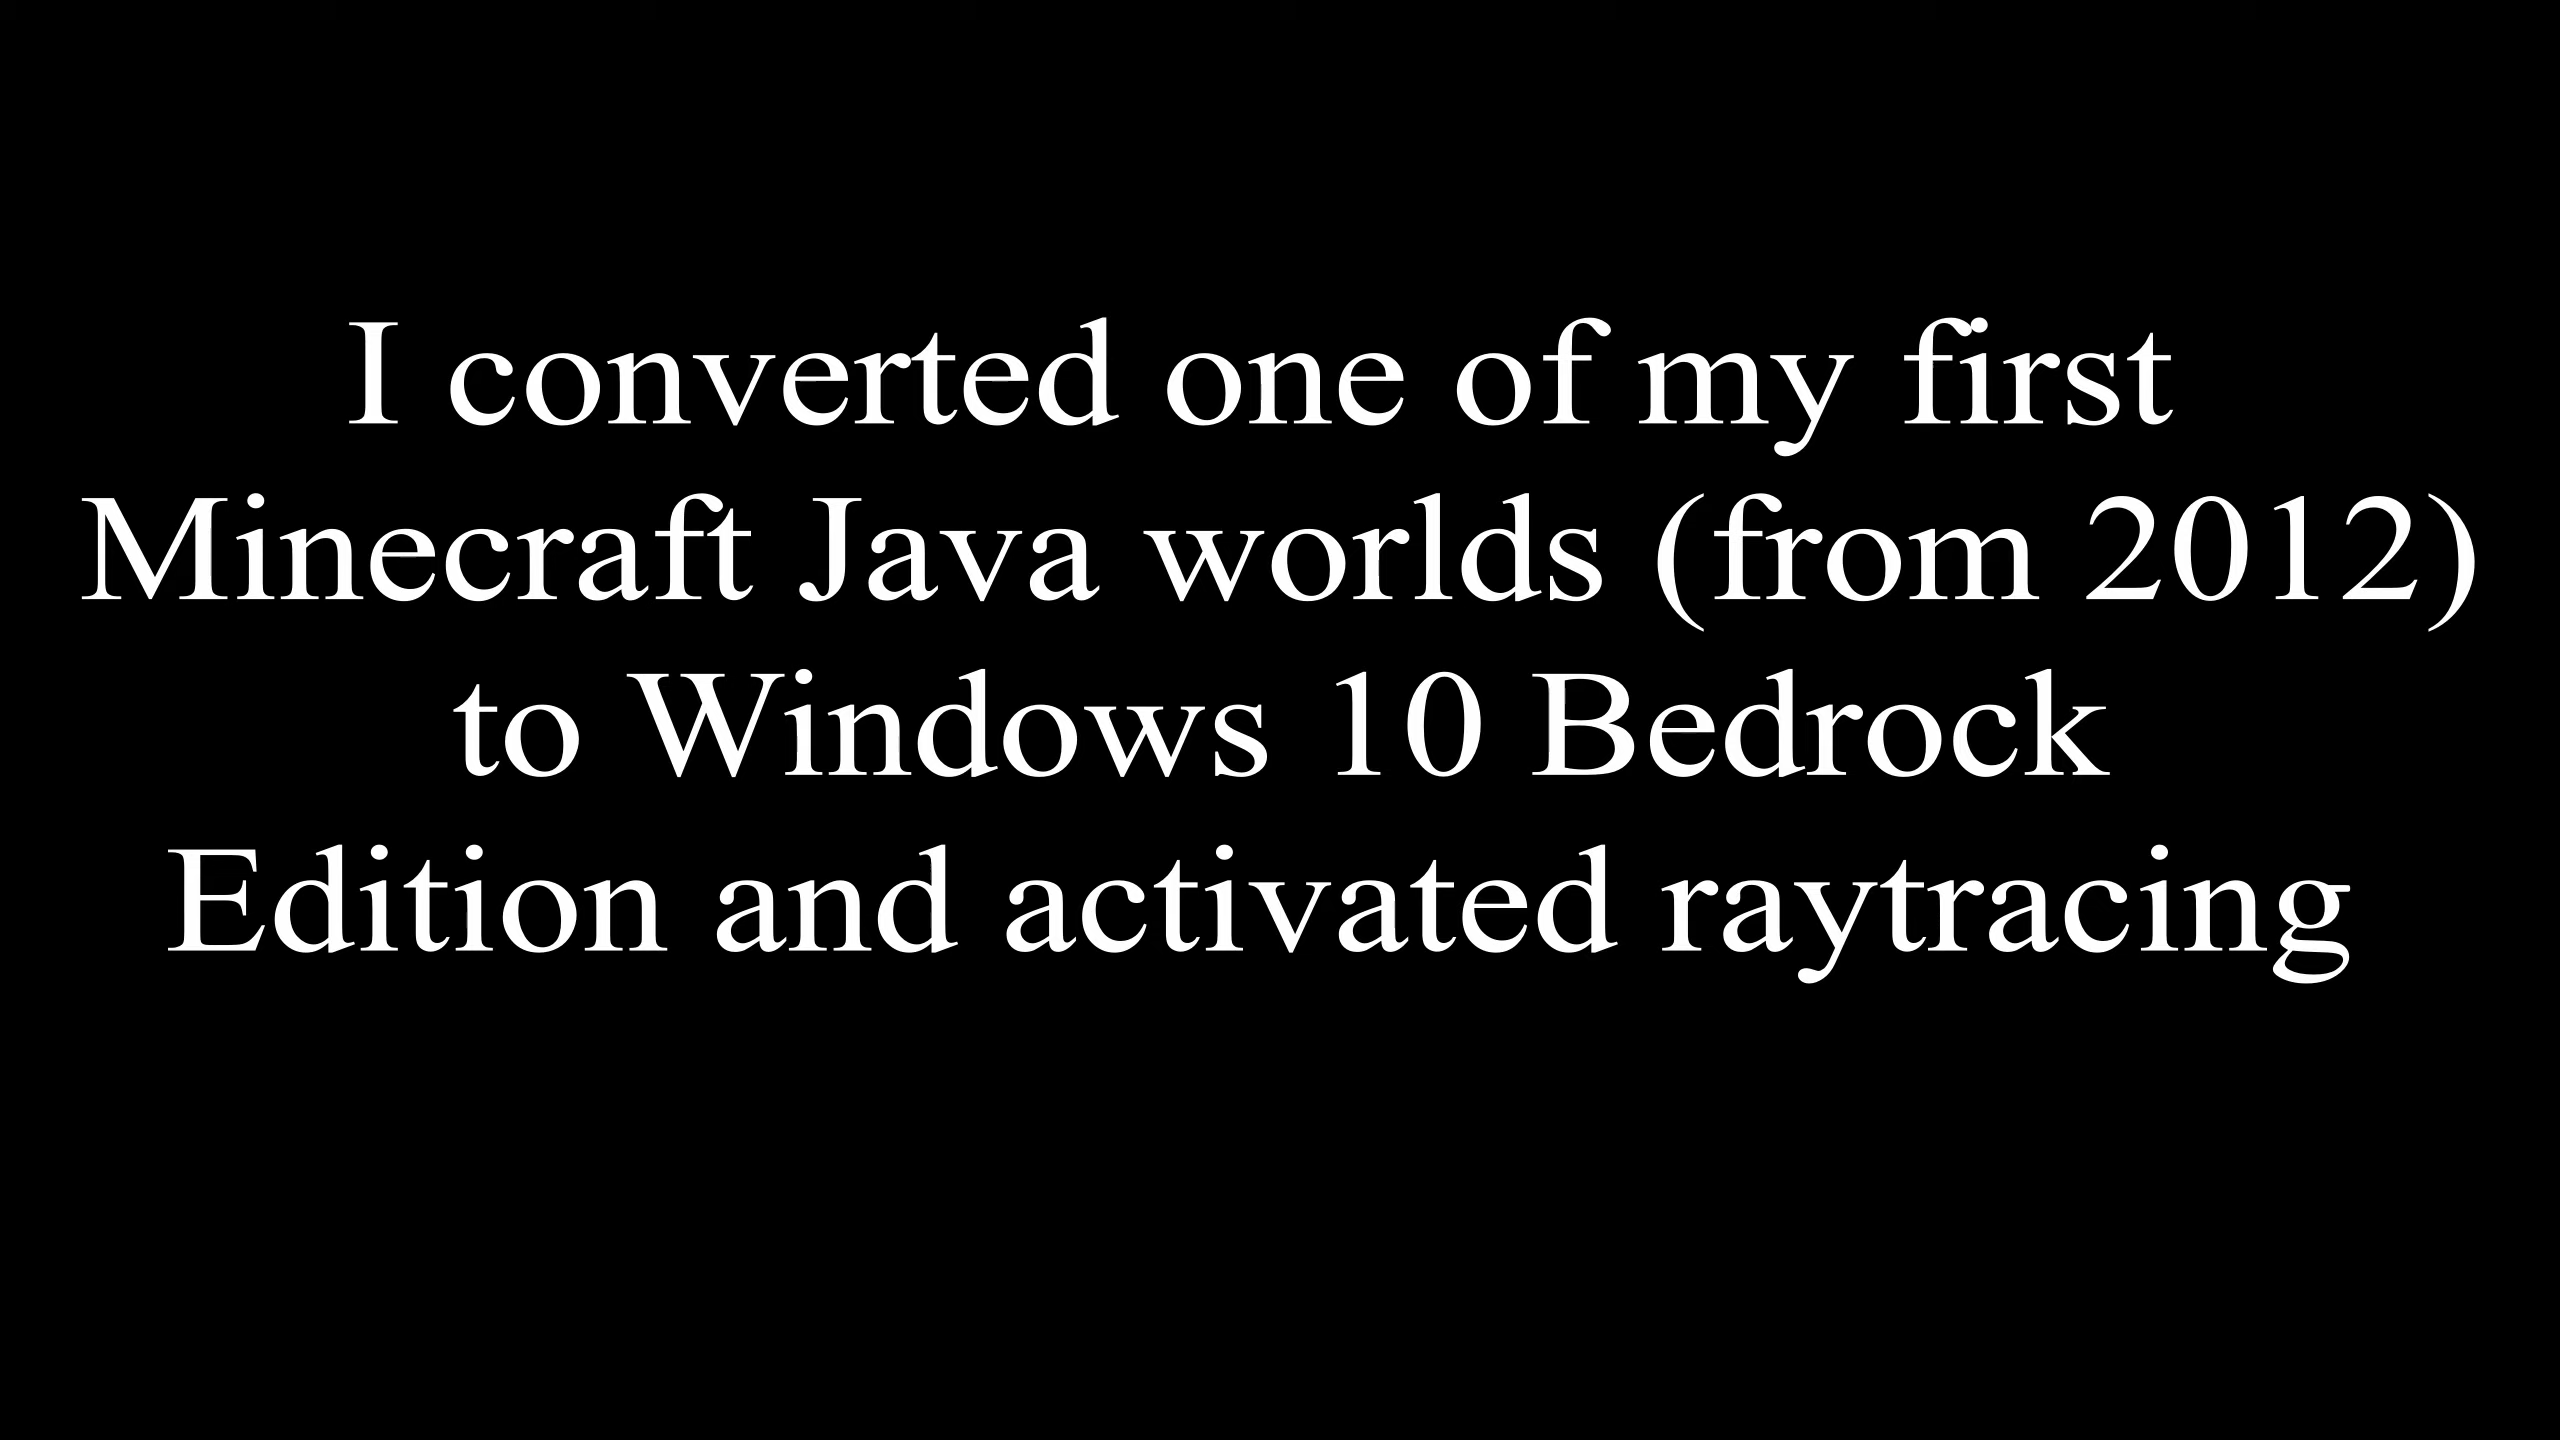 I converted one of my first
Minecraft Java worlds (from 2012)
to Windows 10 Bedrock
Edition and activated raytracing